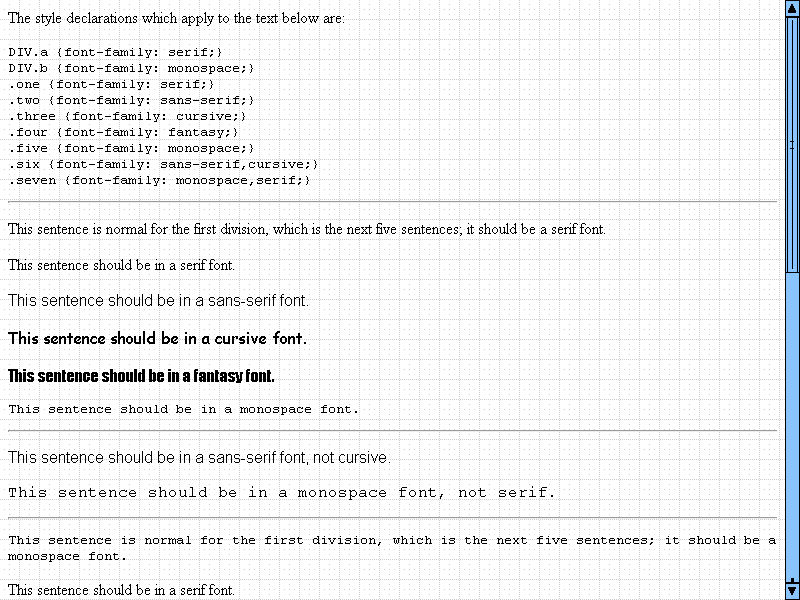 The style declarations which apply to the text below are:
DIV.a {font-family: serif;}
DIV.b {font-family: monospace;}
.one {font-family: serif;}
.two {font-family: sans-serif;}
.three {font-family: cursive;}
.four {font-family: fantasy;}
.five {font-family: monospace;}
.six {font-family: sans-serif,cursive;}
.seven {font-family: monospace,serif;}
This sentence is normal for the first division, which is the next five sentences; it should be a serif font.
This sentence should be in a serif font.
This sentence should be in a sans-serif font.
This sentence should be in a cursive font.
This sentence should be in a fantasy font.
This sentence should be in a monospace font.
This sentence should be in a sans-serif font, not cursive.
This sentence should be in a monospace font, not serif.
This sentence is normal for the first division, which is the next five sentences; it should be a
monospace font.
This sentence should be in a serif font.